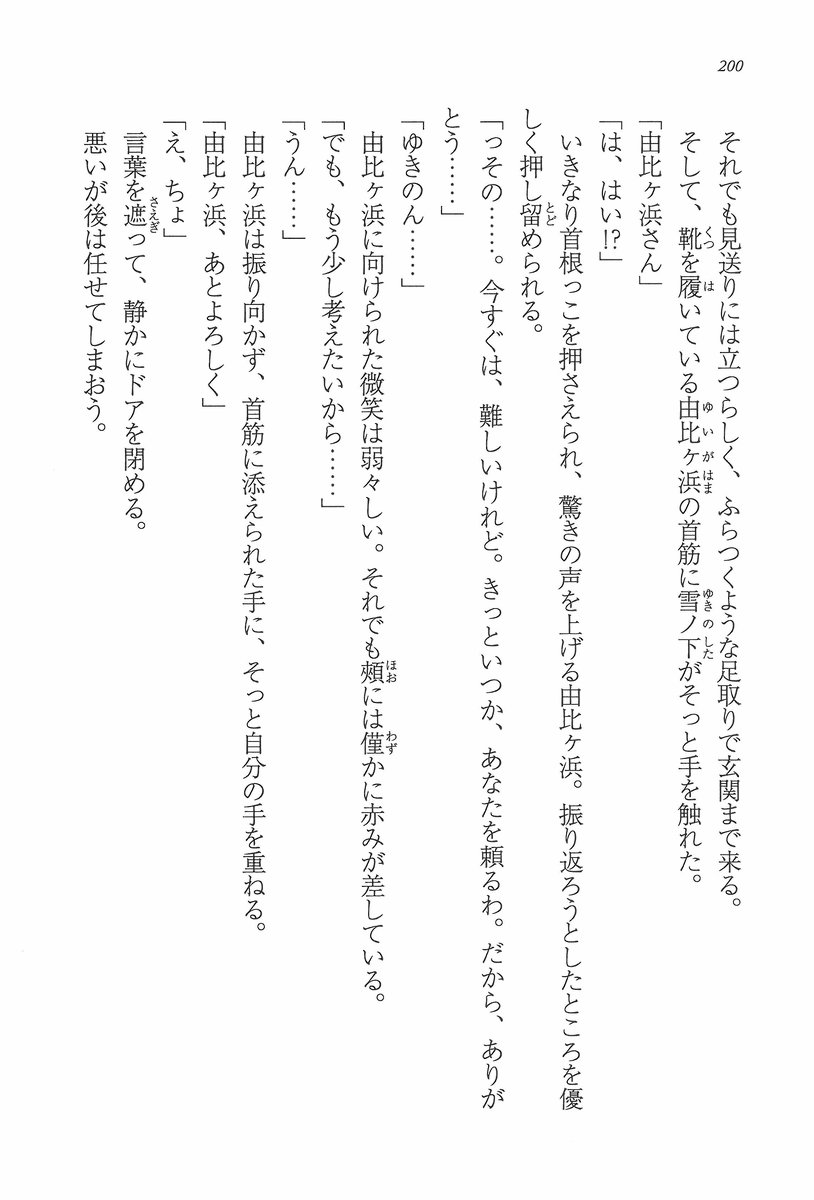 200
それでも見送りには立つらしく、ふらつくような足取りで玄関まで来る。
そして、靴を履いている由比ヶ浜の首筋に雪ノ下がそっと手を触れた。
「由比ヶ浜さん」
「は、はい!?」
いきなり首根っこを押さえられ、驚きの声を上げる由比ヶ浜。振り返ろうとしたところを優
しく押し留められる。
「っその……。今すぐは、難しいけれど。きっといつか、あなたを頼るわ。だから、ありが
とう……」
「ゆきのん……」
由比ヶ浜に向けられた微笑は弱々しい。それでも頰には僅かに赤みが差している。
「でも、もう少し考えたいから……」
「うん……」
由比ヶ浜は振り向かず、首筋に添えられた手に、そっと自分の手を重ねる。
「由比ヶ浜、あとよろしく」
「え、ちょ」
言葉を遮って、静かにドアを閉める。
悪いが後は任せてしまおう。